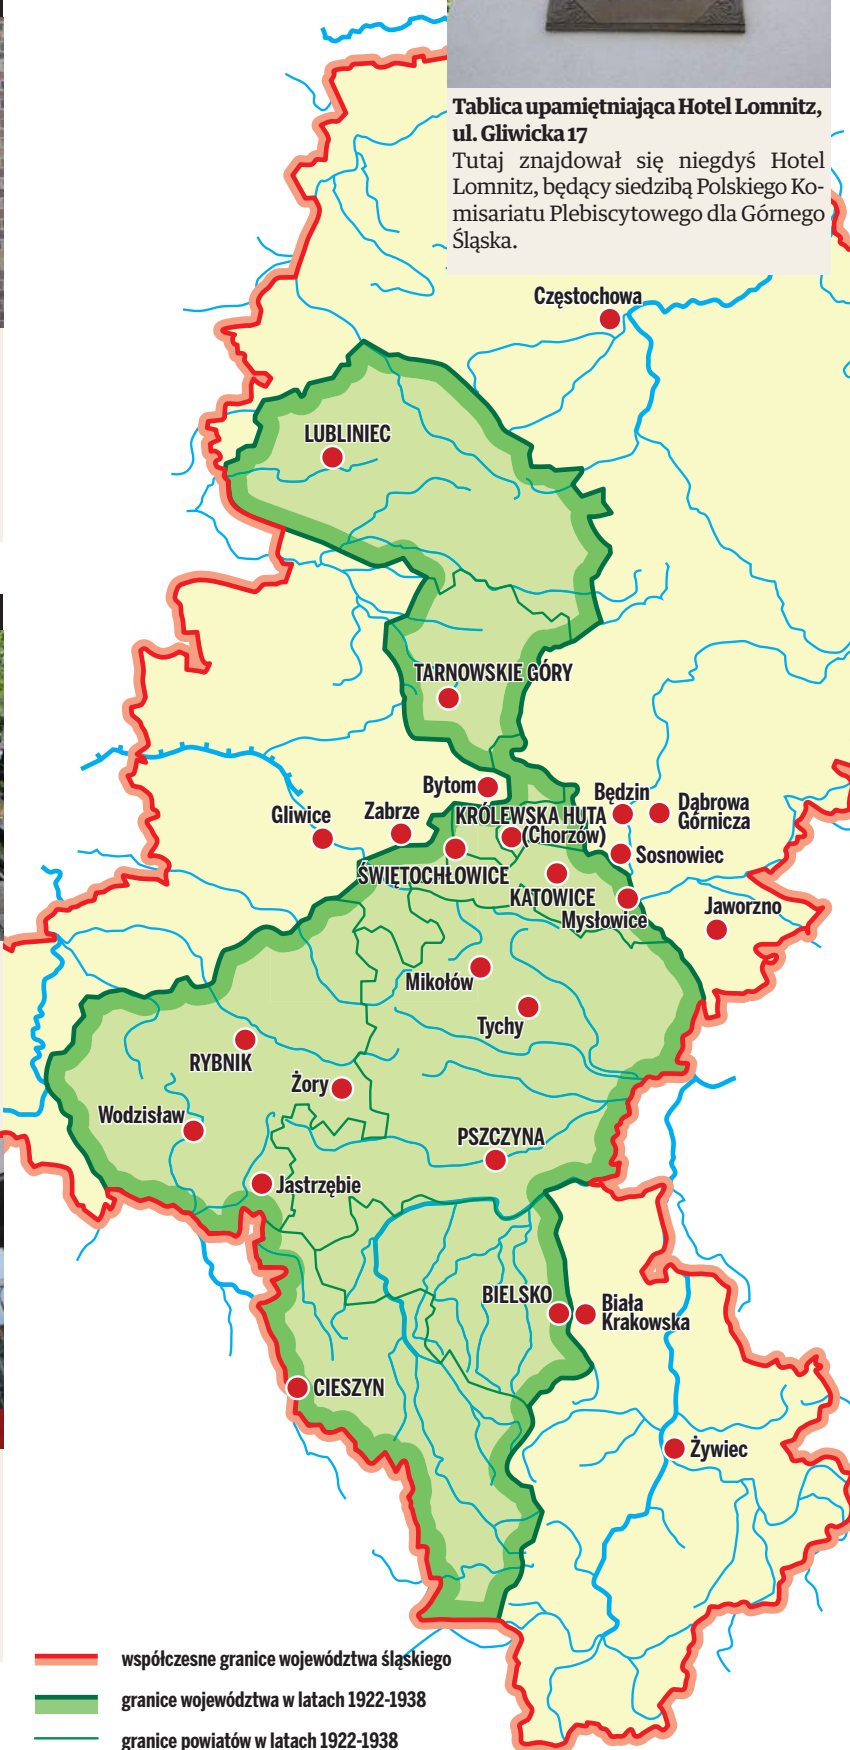 Tablica upamiętniająca Hotel Lomnitz,
ul. Gliwicka 17
Tutaj znajdował się niegdyś Hotel
Lomnitz, będący siedzibą Polskiego Ko-
misariatu Plebiscytowego dla Górnego
Śląska.
Częstochowa
LUBLINIEC
TARNOWSKIE GÓRY
Bytom
Będzin
Dąbrowa
Górnicza
Gliwice
Zabrze
KRÓLEWSKA HUTA
(Chorzów)
Sosnowiec
ŚWIĘTOCHŁOWICE
KATOWICE
Mysłowice
Jaworzno
Mikołów
Tychy
RYBNIK
Żory
Wodzisław
PSZCZYNA
Jastrzębie
BIELSKO
Biała
Krakowska
CIESZYN
Żywiec
współczesne granice województwa śląskiego
granice województwa w latach 1922-1938
granice powiatów w latach 1922-1938